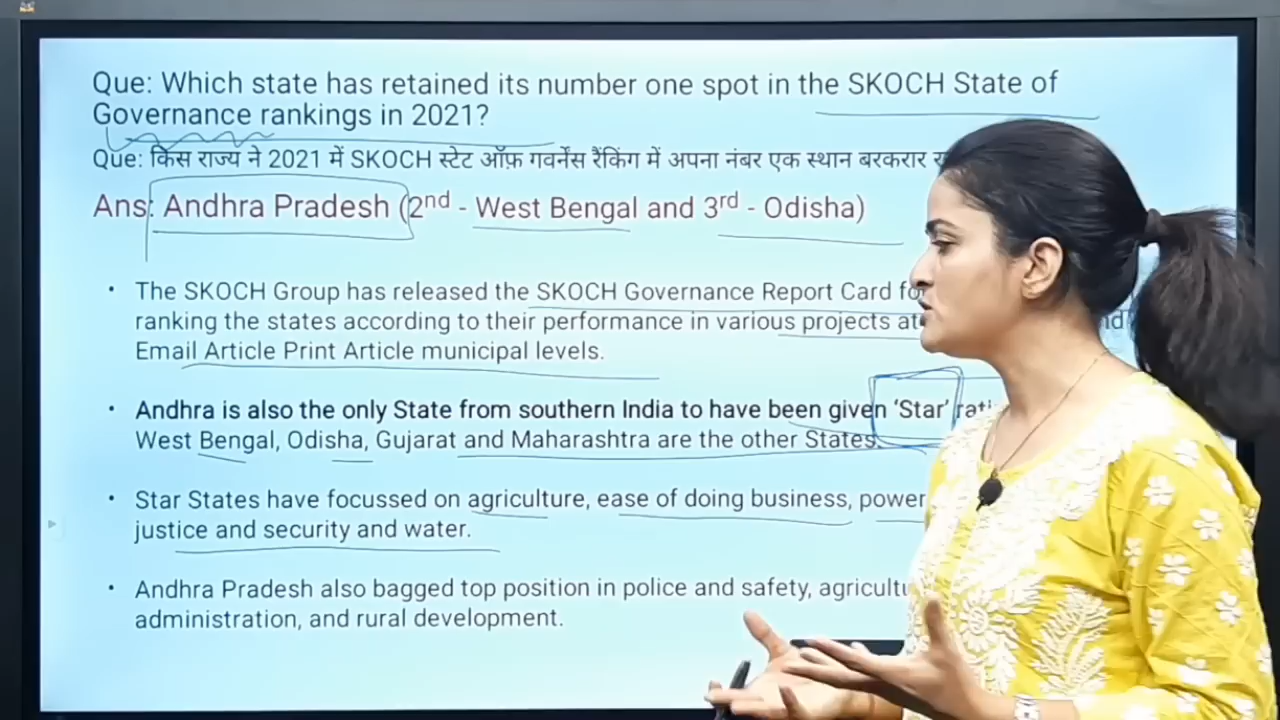 Que: Which state has retained its number one spot in the SKOCH State of
Governance rankings in 2021?
Que: किस राज्य ने 2021 में SKOCH स्टेट ऑफ़ गवर्नेंस रैंकिंग में अपना नंबर एक स्थान बरकरार
Ans: Andhra Pradesh (2nd - West Bengal and 3rd - Odisha)
• The SKOCH Group has released the SKOCH Governance Report Card
ranking the states according to their performance in various projects at
Email Article Print Article municipal levels.
• Andhra is also the only State from southern India to have been given ‘Star’
West Bengal, Odisha, Gujarat and Maharashtra are the other States.
• Star States have focussed on agriculture, ease of doing business, power
justice and security and water.
• Andhra Pradesh also bagged top position in police and safety,
administration, and rural development.